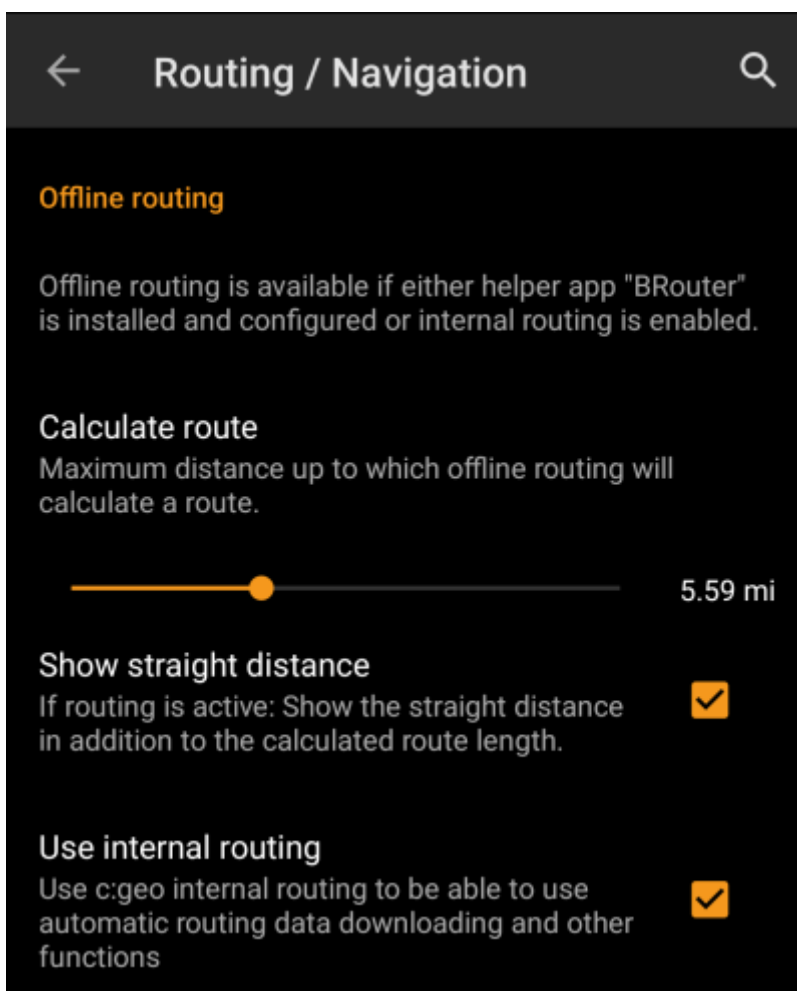 Routing / Navigation
Offline routing
Offline routing is available if either helper app "BRouter"
is installed and configured or internal routing is enabled.
Calculate route
Maximum distance up to which offline routing will
calculate a route.
5.59 mi
Show straight distance
If routing is active: Show the straight distance
in addition to the calculated route length.
Use internal routing
Use c:geo internal routing to be able to use
automatic routing data downloading and other
functions